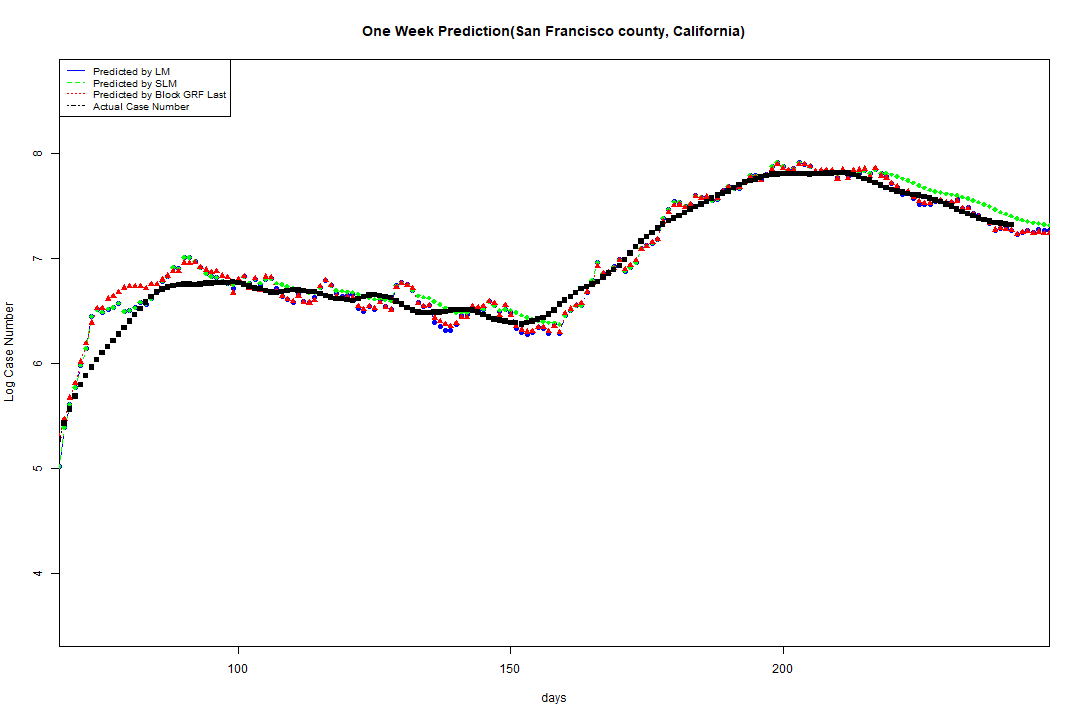 One Week Prediction(San Francisco county, California)
Predicted by LM
Predicted by SLM
Predicted by Block GRF Last
Actual Case Number
8
7
6
5
4
Log Case Number
100 150 200
days